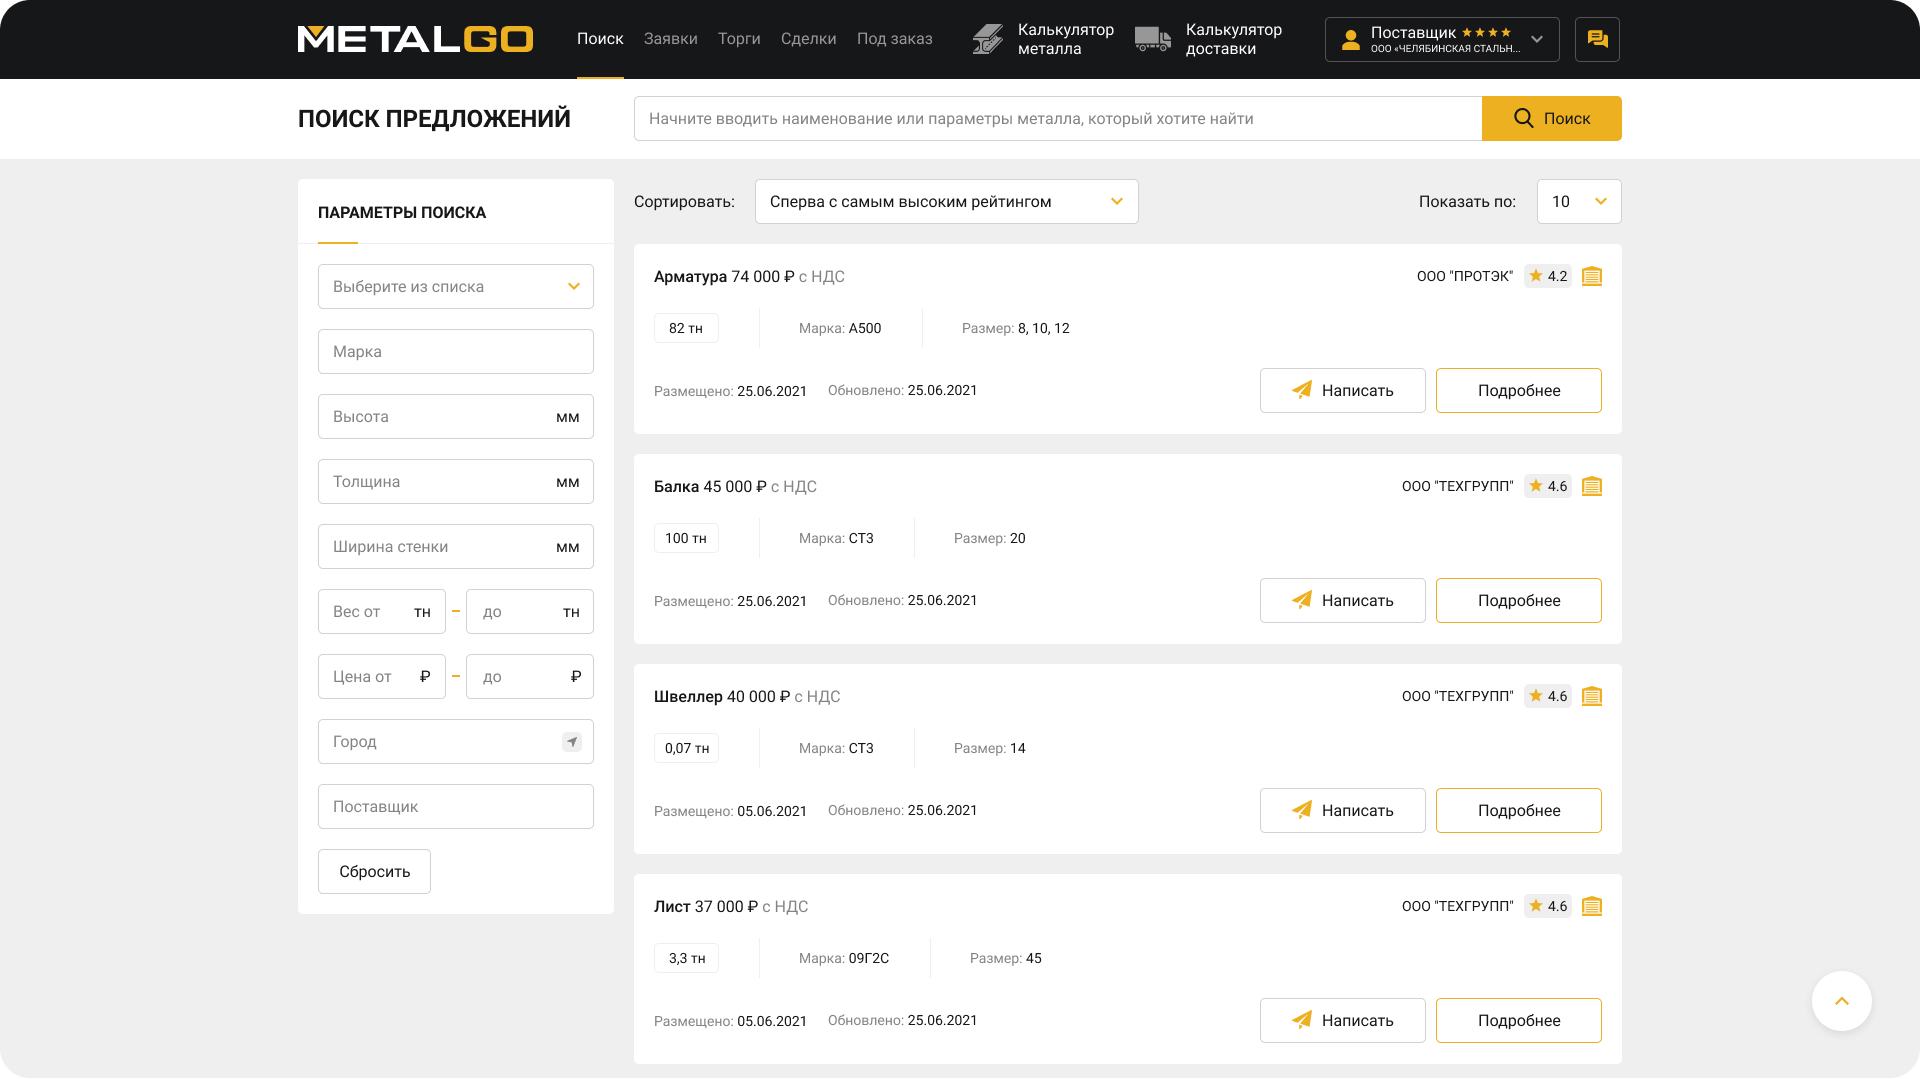 METALGO
Поиск
Заявки
Торги
Сделки
Под заказ
Калькулятор
металла
Калькулятор
доставки
Поставщик
ООО «ЧЕЛЯБИНСКАЯ СТАЛЬН...
ПОИСК ПРЕДЛОЖЕНИЙ
Начните вводить наименование или параметры металла, который хотите найти
Поиск
ПАРАМЕТРЫ ПОИСКА
Выберите из списка
Марка
Высота мм
Толщина мм
Ширина стенки мм
Вес от тн – до тн
Цена от ₽ – до ₽
Город
Поставщик
Сбросить
Сортировать: Сперва с самым высоким рейтингом
Показать по: 10
Арматура 74 000 ₽ с НДС
ООО "ПРОТЭК" 4.2
82 тн
Марка: А500
Размер: 8, 10, 12
Размещено: 25.06.2021
Обновлено: 25.06.2021
Написать
Подробнее
Балка 45 000 ₽ с НДС
ООО "ТЕХГРУПП" 4.6
100 тн
Марка: СТ3
Размер: 20
Размещено: 25.06.2021
Обновлено: 25.06.2021
Написать
Подробнее
Швеллер 40 000 ₽ с НДС
ООО "ТЕХГРУПП" 4.6
0,07 тн
Марка: СТ3
Размер: 14
Размещено: 05.06.2021
Обновлено: 25.06.2021
Написать
Подробнее
Лист 37 000 ₽ с НДС
ООО "ТЕХГРУПП" 4.6
3,3 тн
Марка: 09Г2С
Размер: 45
Размещено: 05.06.2021
Обновлено: 25.06.2021
Написать
Подробнее